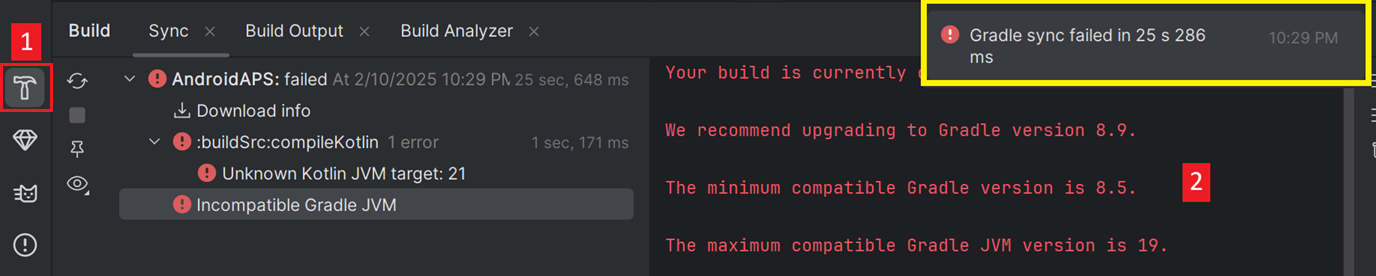 1
Build Sync Build Output Build Analyzer
AndroidAPS: failed At 2/10/2025 10:29 PM 25 sec, 648 ms
Download info
:buildSrc:compileKotlin 1 error 1 sec, 171 ms
Unknown Kotlin JVM target: 21
Incompatible Gradle JVM
Your build is currently
We recommend upgrading to Gradle version 8.9.
The minimum compatible Gradle version is 8.5.
2
The maximum compatible Gradle JVM version is 19.
Gradle sync failed in 25 s 286
ms
10:29 PM